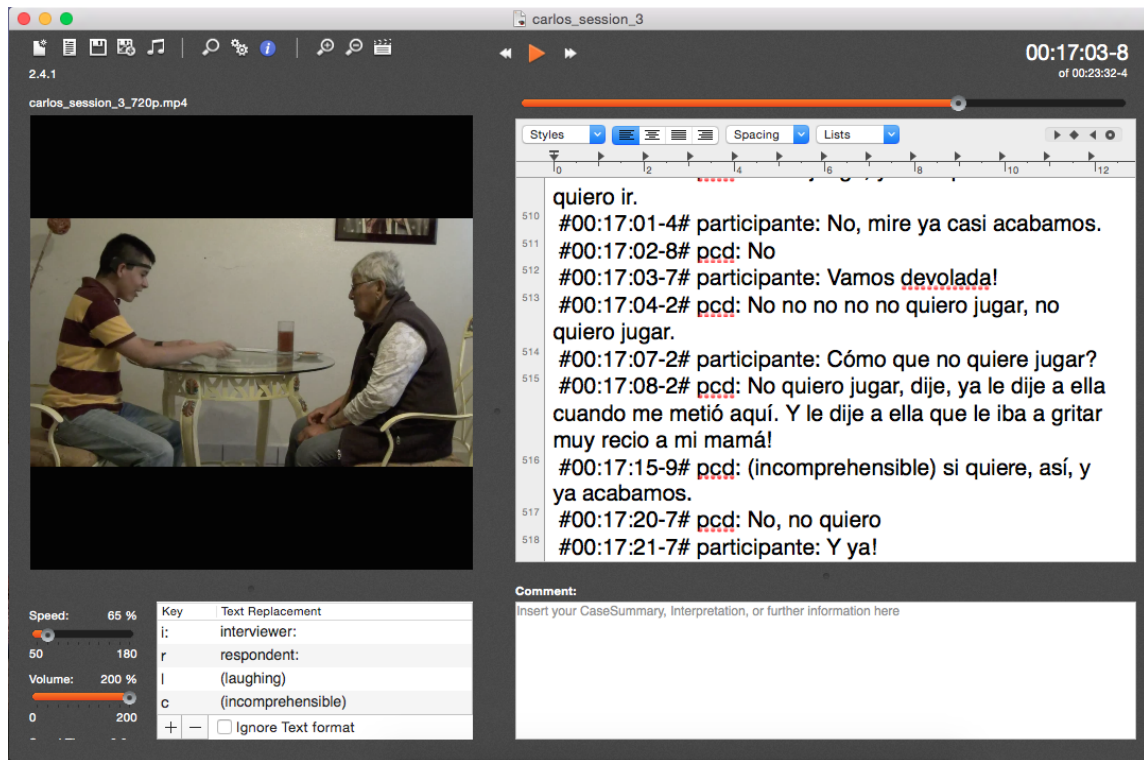 carlos_session_3
2.4.1
00:17:03-8
of 00:23:32-4
carlos_session_3_720p.mp4
Styles
Spacing
Lists
0 2 4 6 8 10 12
quiero ir.
510 #00:17:01-4# participante: No, mire ya casi acabamos.
511 #00:17:02-8# pcd: No
512 #00:17:03-7# participante: Vamos devolada!
513 #00:17:04-2# pcd: No no no no no quiero jugar, no
quiero jugar.
514 #00:17:07-2# participante: Cómo que no quiere jugar?
515 #00:17:08-2# pcd: No quiero jugar, dije, ya le dije a ella
cuando me metió aquí. Y le dije a ella que le iba a gritar
muy recio a mi mamá!
516 #00:17:15-9# pcd: (incomprehensible) si quiere, así, y
ya acabamos.
517 #00:17:20-7# pcd: No, no quiero
518 #00:17:21-7# participante: Y ya!
Comment:
Insert your CaseSummary, Interpretation, or further information here
Speed: 65 %
50 180
Volume: 200 %
0 200
Key Text Replacement
i: interviewer:
r respondent:
l (laughing)
c (incomprehensible)
+ − Ignore Text format